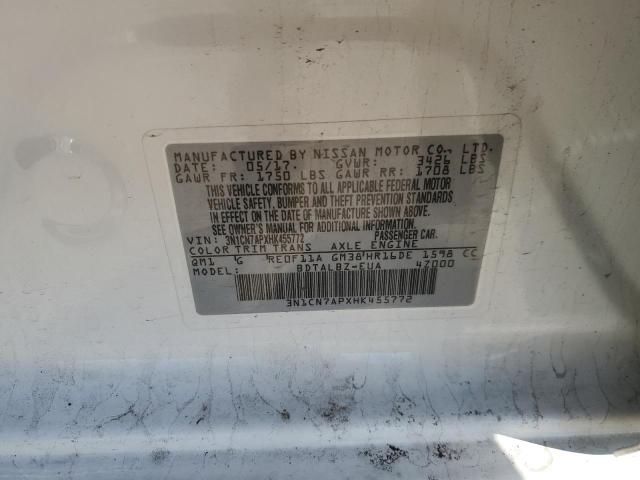 MANUFACTURED BY NISSAN MOTOR CO., LTD.
DATE: 05/17 GVWR: 3426 LBS
GAWR FR: 1750 LBS GAWR RR: 1708 LBS
THIS VEHICLE CONFORMS TO ALL APPLICABLE FEDERAL MOTOR
VEHICLE SAFETY, BUMPER AND THEFT PREVENTION STANDARDS
IN EFFECT ON THE DATE OF MANUFACTURE SHOWN ABOVE.
SEE OWNER'S MANUAL FOR ADDITIONAL INFORMATION.
VIN: 3N1CN7APXHK455772 PASSENGER CAR
COLOR TRIM TRANS AXLE ENGINE
QM1 G RE0F11A GM38 HR16DE 1598 CC
MODEL: BDTALBZ-EUA 42000
3N1CN7APXHK455772